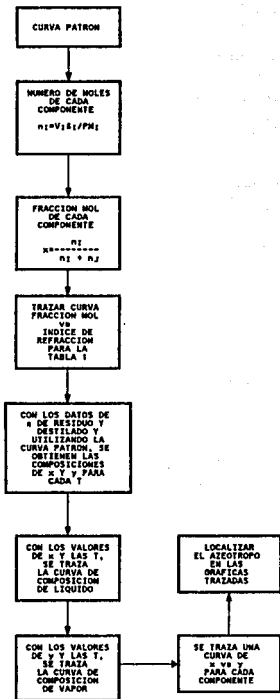 CURVA PATRON
NUMERO DE MOLES
DE CADA
COMPONENTE
FRACCION MOL
DE CADA
COMPONENTE
nI
x=--------
nI + nJ
TRAZAR CURVA
FRACCION MOL
vs
INDICE DE
REFRACCION
PARA LA
TABLA 1
CON LOS DATOS DE
n DE RESIDUO Y
DESTILADO Y
UTILIZANDO LA
CURVA PATRON, SE
OBTIENEN LAS
COMPOSICIONES
DE x Y y PARA
CADA T
CON LOS VALORES
DE x Y LAS T,
SE TRAZA
LA CURVA DE
COMPOSICION
DE LIQUIDO
CON LOS VALORES
DE y Y LAS T,
SE TRAZA
LA CURVA DE
COMPOSICION
DE VAPOR
SE TRAZA UNA
CURVA DE
x vs y
PARA CADA
COMPONENTE
LOCALIZAR
EL AZEOTROPO
EN LAS
GRAFICAS
TRAZADAS